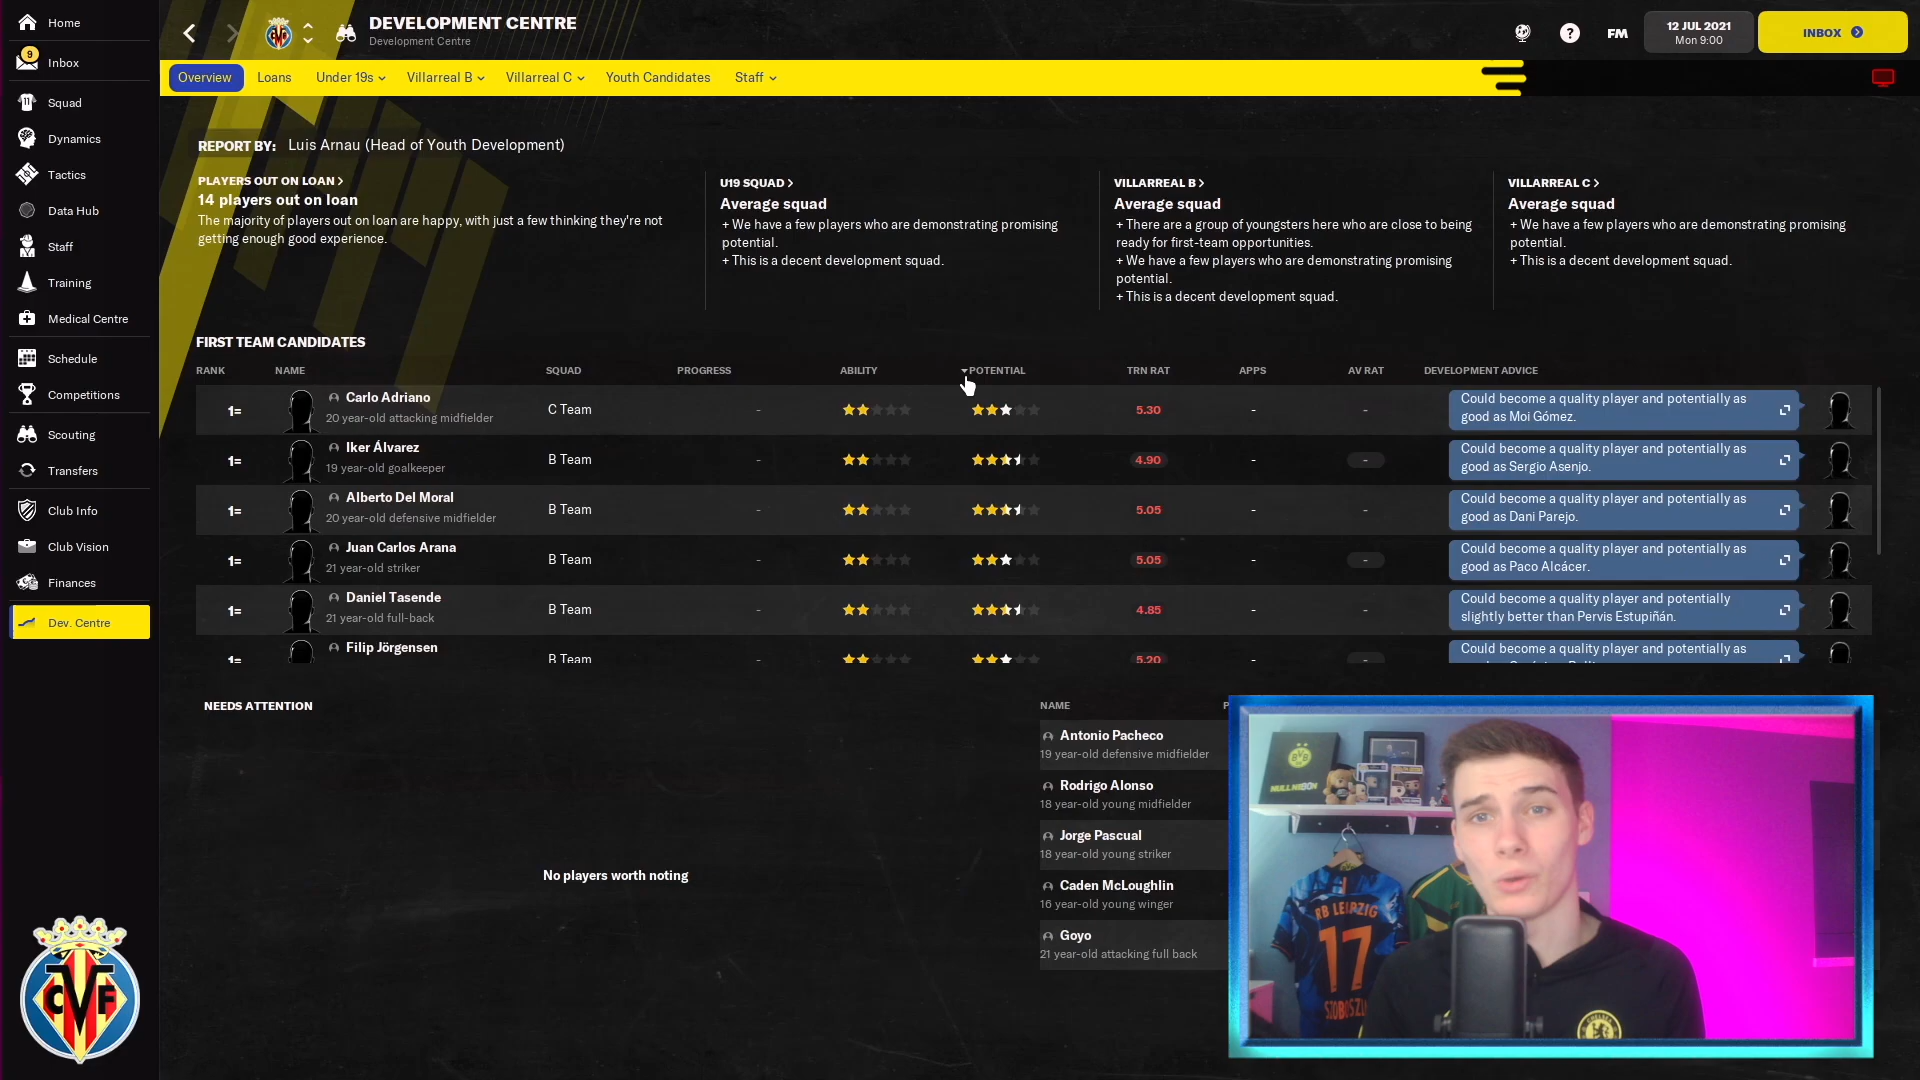 Home
DEVELOPMENT CENTRE
Development Centre
FM
12 JUL 2021
Mon 9:00
INBOX
9
Inbox
Overview
Loans
Under 19s
Villarreal B
Villarreal C
Youth Candidates
Staff
Squad
Dynamics
Tactics
Data Hub
Staff
Training
Medical Centre
Schedule
Competitions
Scouting
Transfers
Club Info
Club Vision
Finances
Dev. Centre
REPORT BY: Luis Arnau (Head of Youth Development)
PLAYERS OUT ON LOAN >
14 players out on loan
The majority of players out on loan are happy, with just a few thinking they're not
getting enough good experience.
U19 SQUAD >
Average squad
+ We have a few players who are demonstrating promising
potential.
+ This is a decent development squad.
VILLARREAL B >
Average squad
+ There are a group of youngsters here who are close to being
ready for first-team opportunities.
+ We have a few players who are demonstrating promising
potential.
+ This is a decent development squad.
VILLARREAL C >
Average squad
+ We have a few players who are demonstrating promising
potential.
+ This is a decent development squad.
FIRST TEAM CANDIDATES
RANK NAME SQUAD PROGRESS ABILITY POTENTIAL TRN RAT APPS AV RAT DEVELOPMENT ADVICE
1= Carlo Adriano C Team - 5.30 - - Could become a quality player and potentially as
20 year-old attacking midfielder good as Moi Gómez.
1= Iker Álvarez B Team - 4.90 - - Could become a quality player and potentially as
19 year-old goalkeeper good as Sergio Asenjo.
1= Alberto Del Moral B Team - 5.05 - - Could become a quality player and potentially as
20 year-old defensive midfielder good as Dani Parejo.
1= Juan Carlos Arana B Team - 5.05 - - Could become a quality player and potentially as
21 year-old striker good as Paco Alcácer.
1= Daniel Tasende B Team - 4.85 - - Could become a quality player and potentially
21 year-old full-back slightly better than Pervis Estupiñán.
1= Filip Jörgensen B Team - 5.20 - - Could become a quality player and potentially as
NEEDS ATTENTION
No players worth noting
NAME P
Antonio Pacheco
19 year-old defensive midfielder
Rodrigo Alonso
18 year-old young midfielder
Jorge Pascual
18 year-old young striker
Caden McLoughlin
16 year-old young winger
Goyo
21 year-old attacking full back
BVB
09
RB LEIPZIG
17
CHELSEA
CVF